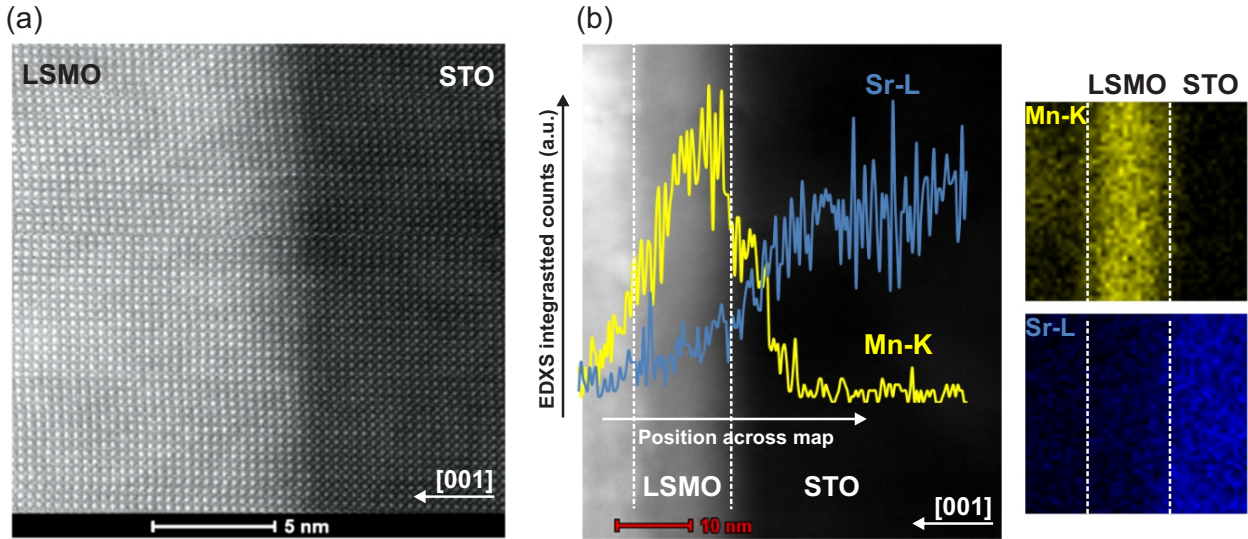 (a)
LSMO
STO
[001]
5 nm
(b)
EDXS integrastted counts (a.u.)
Sr-L
Mn-K
Position across map
LSMO
STO
[001]
10 nm
LSMO STO
Mn-K
Sr-L